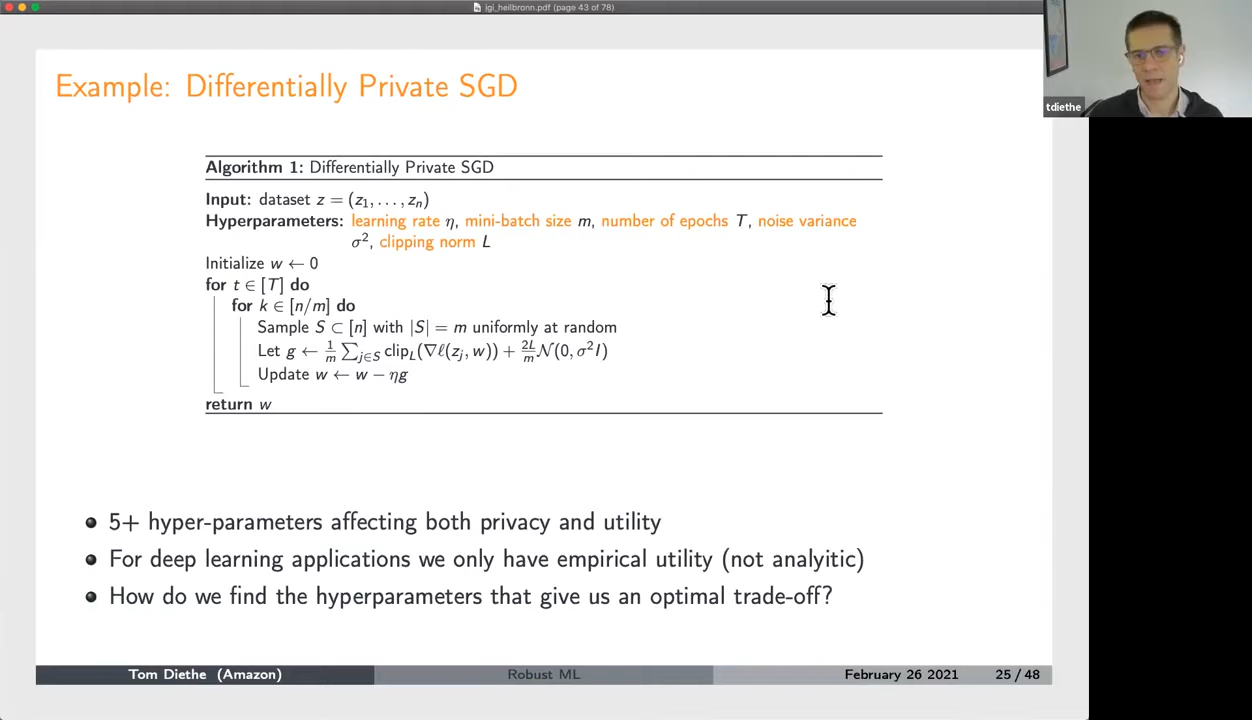 igi_heilbronn.pdf (page 43 of 78)
tdiethe
Example: Differentially Private SGD
Algorithm 1: Differentially Private SGD
Input: dataset z = (z₁, . . . , zₙ)
Hyperparameters: learning rate η, mini-batch size m, number of epochs T, noise variance
σ², clipping norm L
Initialize w ← 0
for t ∈ [T] do
for k ∈ [n/m] do
Sample S ⊂ [n] with |S| = m uniformly at random
Let g ← 1/m ∑_{j∈S} clip_L(∇ℓ(z_j, w)) + 2L/m 𝒩(0, σ²I)
Update w ← w − ηg
return w
5+ hyper-parameters affecting both privacy and utility
For deep learning applications we only have empirical utility (not analyitic)
How do we find the hyperparameters that give us an optimal trade-off?
Tom Diethe (Amazon) Robust ML February 26 2021 25 / 48